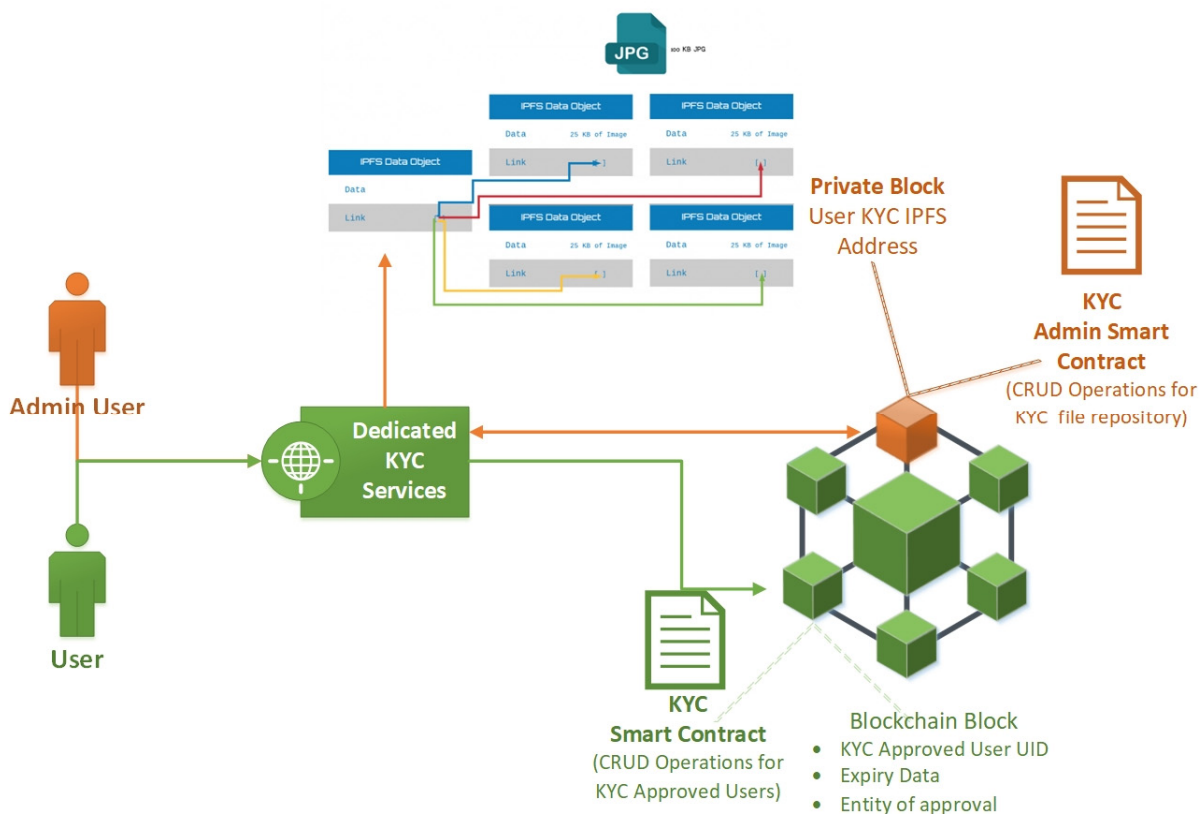 JPG
100 KB JPG
IPFS Data Object
Data 25 KB of Image
Link [ ]
IPFS Data Object
Data 25 KB of Image
Link [ ]
IPFS Data Object
Data
Link
IPFS Data Object
Data 25 KB of Image
Link [ ]
IPFS Data Object
Data 25 KB of Image
Link [ ]
Private Block
User KYC IPFS
Address
KYC
Admin Smart
Contract
(CRUD Operations for
KYC file repository)
Admin User
Dedicated
KYC
Services
User
KYC
Smart Contract
(CRUD Operations for
KYC Approved Users)
Blockchain Block
• KYC Approved User UID
• Expiry Data
• Entity of approval